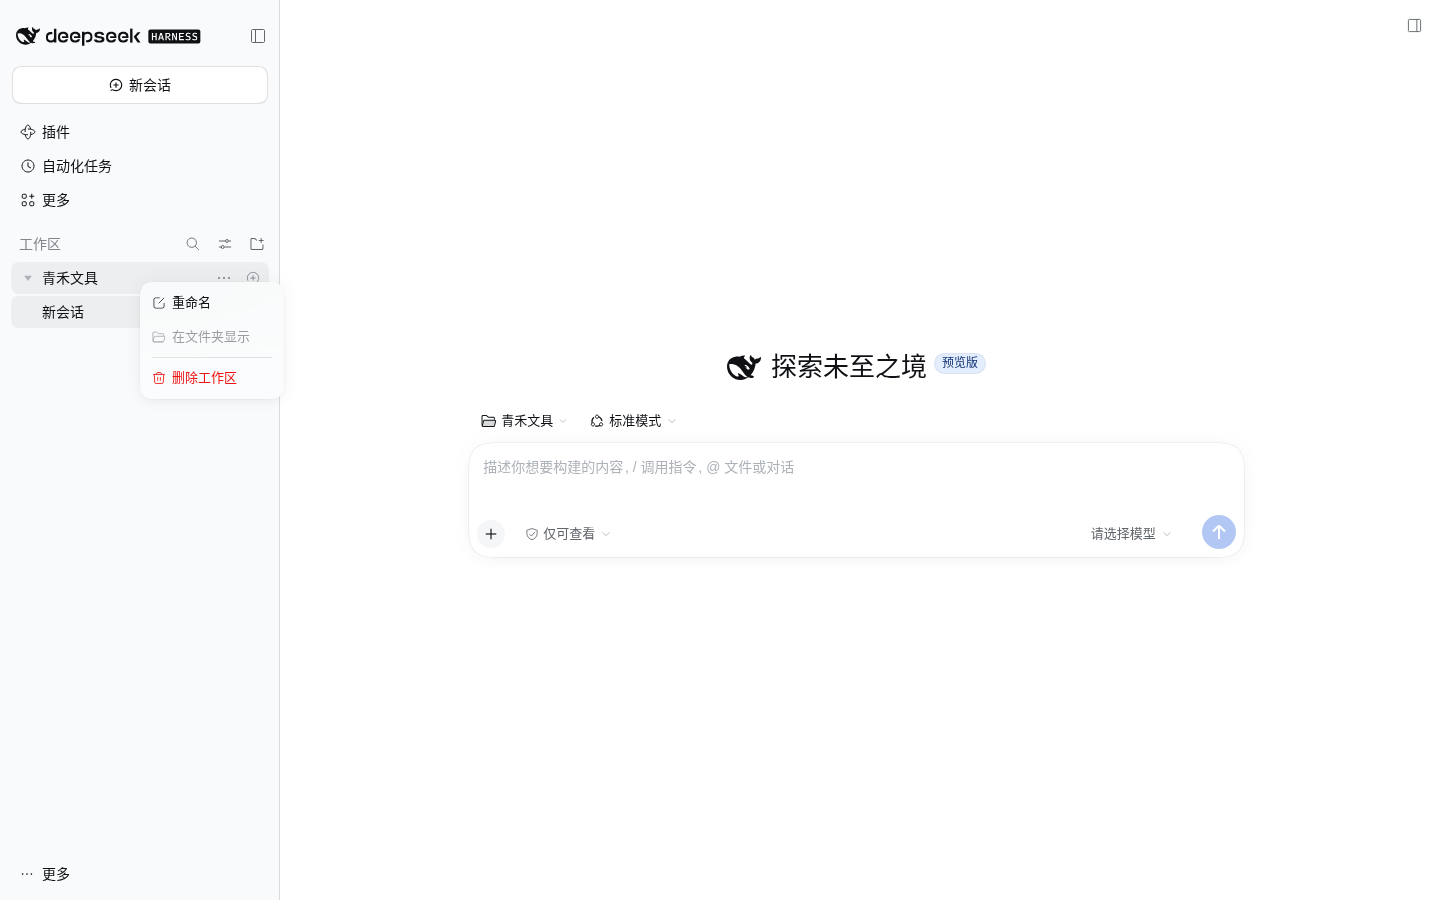 deepseek HARNESS
新会话
插件
自动化任务
更多
工作区
青禾文具
新会话
重命名
在文件夹显示
删除工作区
探索未至之境 预览版
青禾文具 标准模式
描述你想要构建的内容, / 调用指令, @ 文件或对话
仅可查看 请选择模型
更多